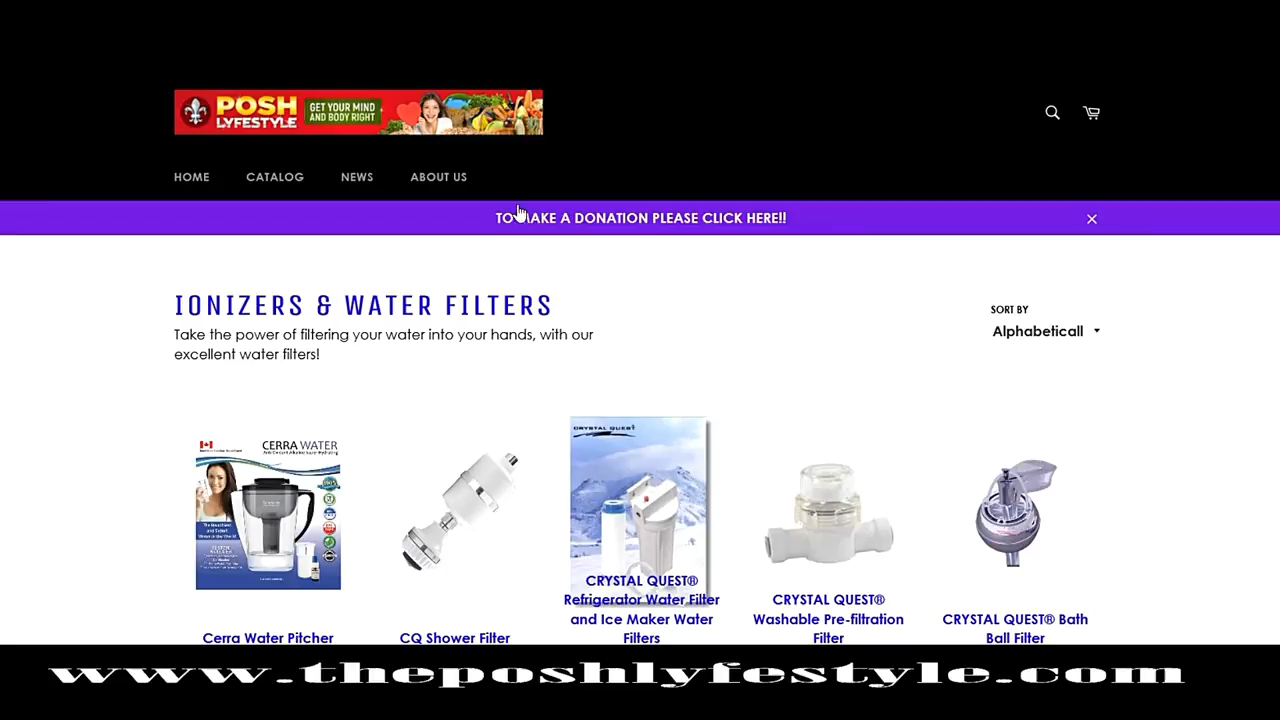 POSH
LYFESTYLE
GET YOUR MIND
AND BODY RIGHT
HOME CATALOG NEWS ABOUT US
TO MAKE A DONATION PLEASE CLICK HERE!!
IONIZERS & WATER FILTERS
Take the power of filtering your water into your hands, with our
excellent water filters!
SORT BY
Alphabeticall
CERRA WATER
CRYSTAL QUEST
Cerra Water Pitcher
CQ Shower Filter
CRYSTAL QUEST®
Refrigerator Water Filter
and Ice Maker Water
Filters
CRYSTAL QUEST®
Washable Pre-filtration
Filter
CRYSTAL QUEST® Bath
Ball Filter
www.theposhlyfestyle.com